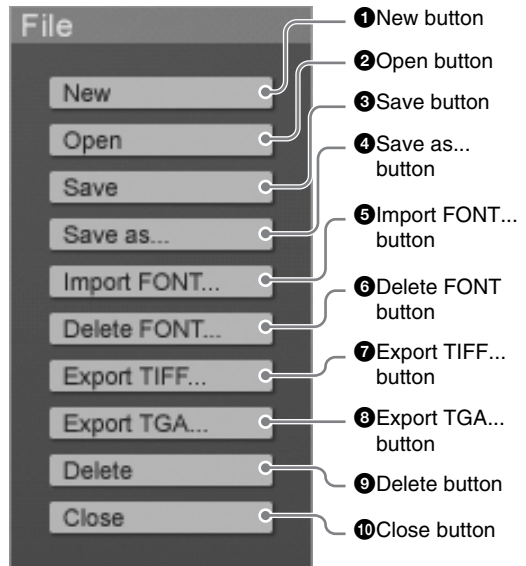 File
New
Open
Save
Save as...
Import FONT...
Delete FONT...
Export TIFF...
Export TGA...
Delete
Close
❶New button
❷Open button
❸Save button
❹Save as...
button
❺Import FONT...
button
❻Delete FONT
button
❼Export TIFF...
button
❽Export TGA...
button
❾Delete button
❿Close button